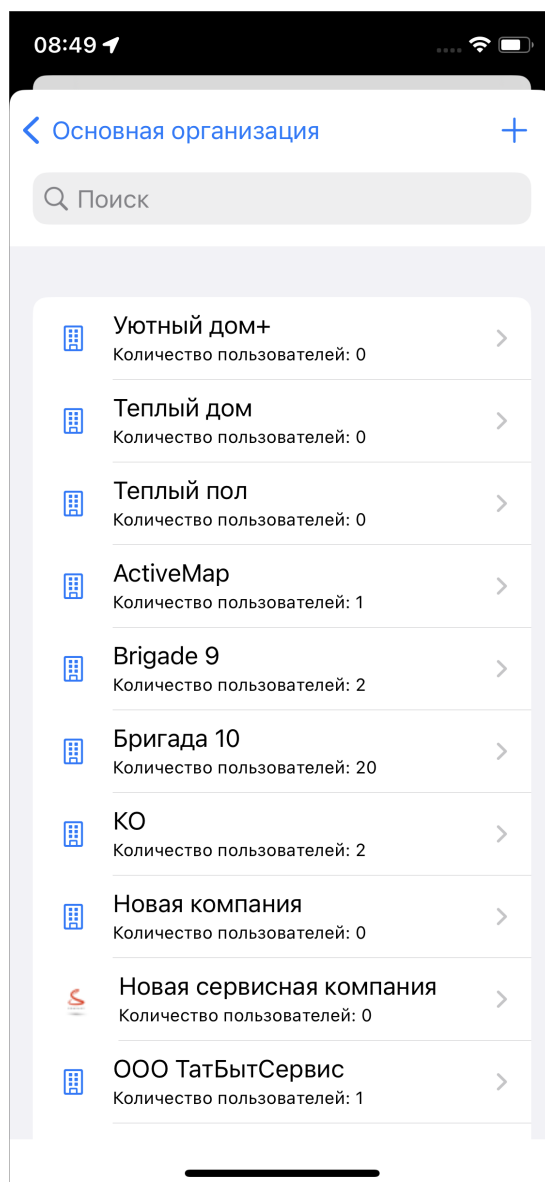 08:49
Основная организация
Поиск
Уютный дом+
Количество пользователей: 0
Теплый дом
Количество пользователей: 0
Теплый пол
Количество пользователей: 0
ActiveMap
Количество пользователей: 1
Brigade 9
Количество пользователей: 2
Бригада 10
Количество пользователей: 20
КО
Количество пользователей: 2
Новая компания
Количество пользователей: 0
Новая сервисная компания
Количество пользователей: 0
ООО ТатБытСервис
Количество пользователей: 1